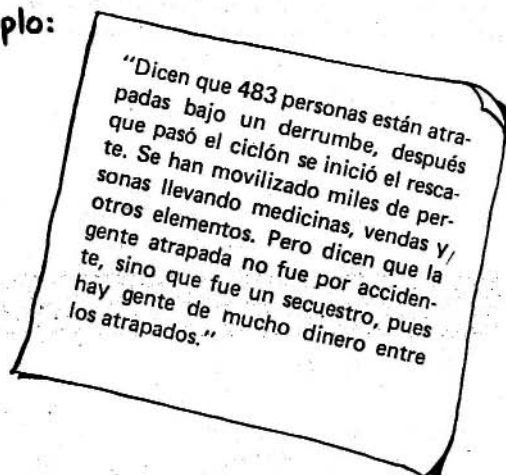 plo:
“Dicen que 483 personas están atra-
padas bajo un derrumbe, después
que pasó el ciclón se inició el resca-
te. Se han movilizado miles de per-
sonas llevando medicinas, vendas y/
otros elementos. Pero dicen que la
gente atrapada no fue por acciden-
te, sino que fue un secuestro, pues
hay gente de mucho dinero entre
los atrapados.”